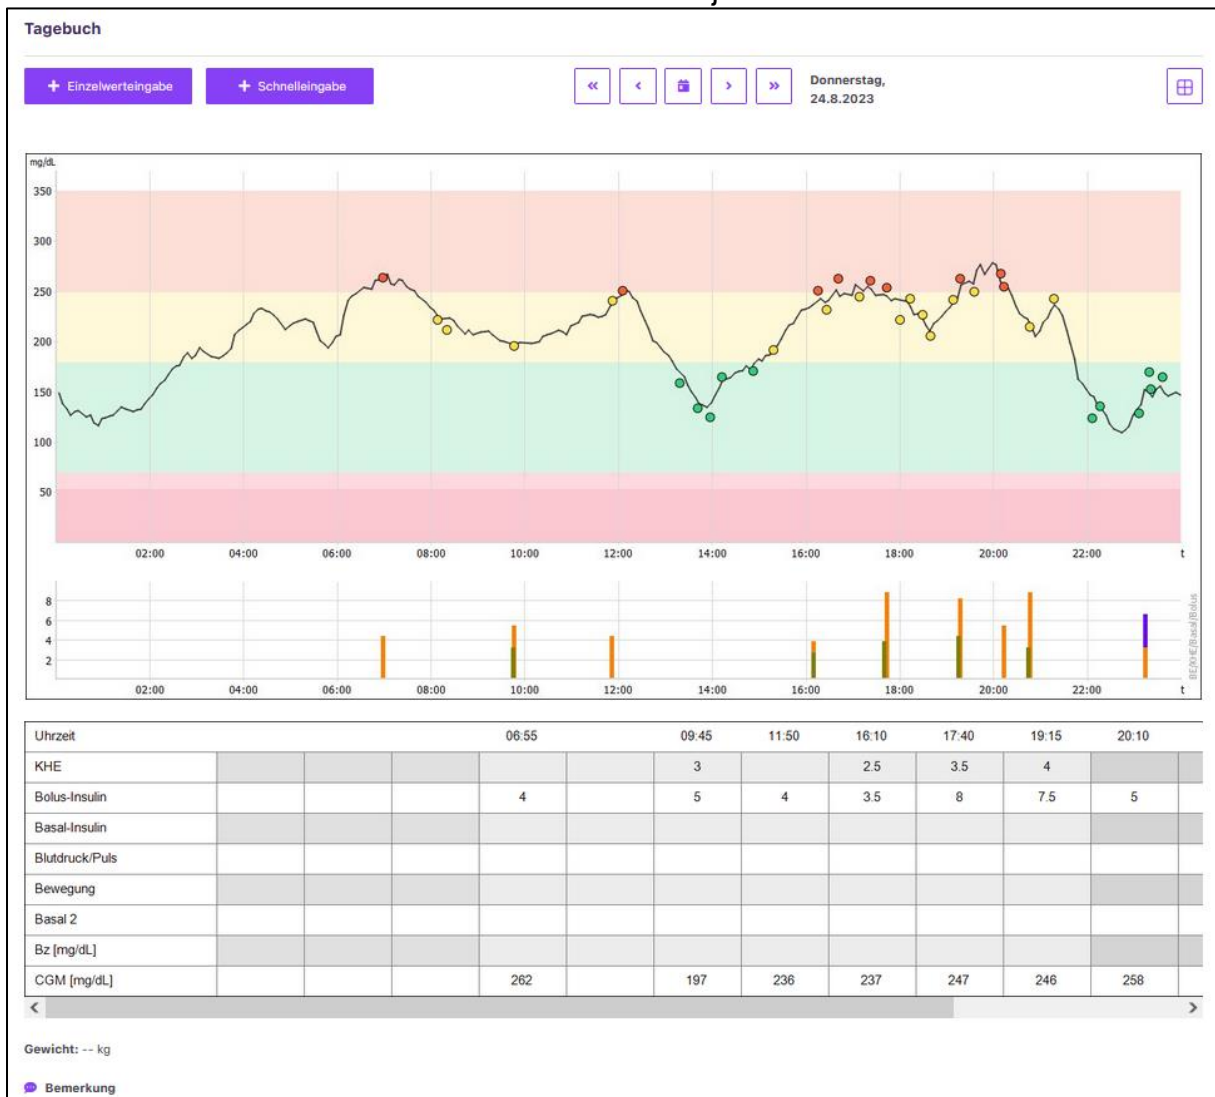 Tagebuch
+ Einzelwerteingabe + Schnelleingabe « ‹ › » Donnerstag,
24.8.2023
mg/dL
350
300
250
200
150
100
50
02:00 04:00 06:00 08:00 10:00 12:00 14:00 16:00 18:00 20:00 22:00 t
8
6
4
2
BE/KHE/Basal/Bolus
02:00 04:00 06:00 08:00 10:00 12:00 14:00 16:00 18:00 20:00 22:00 t
Uhrzeit 06:55 09:45 11:50 16:10 17:40 19:15 20:10
KHE 3 2.5 3.5 4
Bolus-Insulin 4 5 4 3.5 8 7.5 5
Basal-Insulin
Blutdruck/Puls
Bewegung
Basal 2
Bz [mg/dL]
CGM [mg/dL] 262 197 236 237 247 246 258
Gewicht: -- kg
Bemerkung